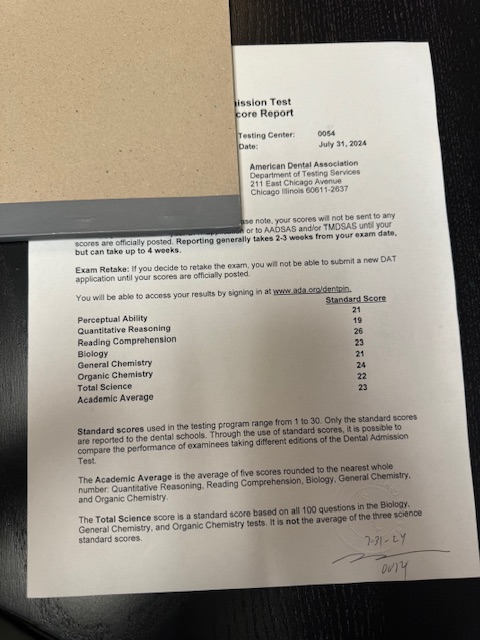 ission Test
core Report
Testing Center: 0054
Date: July 31, 2024
American Dental Association
Department of Testing Services
211 East Chicago Avenue
Chicago Illinois 60611-2637
ase note, your scores will not be sent to any
or to AADSAS and/or TMDSAS until your
scores are officially posted. Reporting generally takes 2-3 weeks from your exam date,
but can take up to 4 weeks.
Exam Retake: If you decide to retake the exam, you will not be able to submit a new DAT
application until your scores are officially posted.
You will be able to access your results by signing in at www.ada.org/dentpin.
Standard Score
Perceptual Ability 21
Quantitative Reasoning 19
Reading Comprehension 26
Biology 23
General Chemistry 21
Organic Chemistry 24
Total Science 22
Academic Average 23
Standard scores used in the testing program range from 1 to 30. Only the standard scores
are reported to the dental schools. Through the use of standard scores, it is possible to
compare the performance of examinees taking different editions of the Dental Admission
Test.
The Academic Average is the average of five scores rounded to the nearest whole
number: Quantitative Reasoning, Reading Comprehension, Biology, General Chemistry,
and Organic Chemistry.
The Total Science score is a standard score based on all 100 questions in the Biology,
General Chemistry, and Organic Chemistry tests. It is not the average of the three science
standard scores.
7-31-24